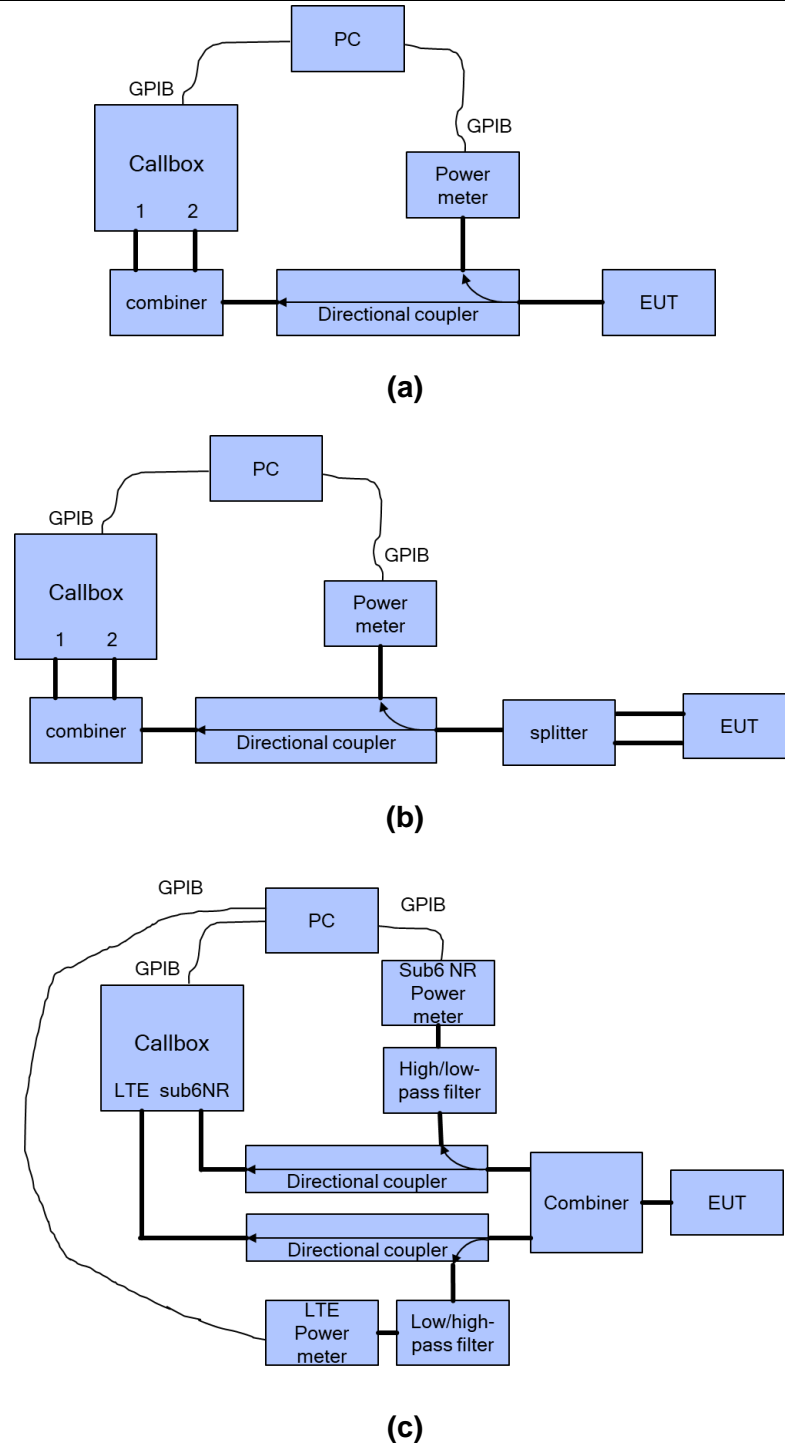 PC
GPIB
GPIB
Callbox
1 2
Power
meter
combiner
Directional coupler
EUT
(a)
PC
GPIB
GPIB
Callbox
1 2
Power
meter
combiner
Directional coupler
splitter
EUT
(b)
GPIB
PC
GPIB
GPIB
Sub6 NR
Power
meter
Callbox
LTE sub6NR
High/low-
pass filter
Directional coupler
Combiner
EUT
Directional coupler
LTE
Power
meter
Low/high-
pass filter
(c)